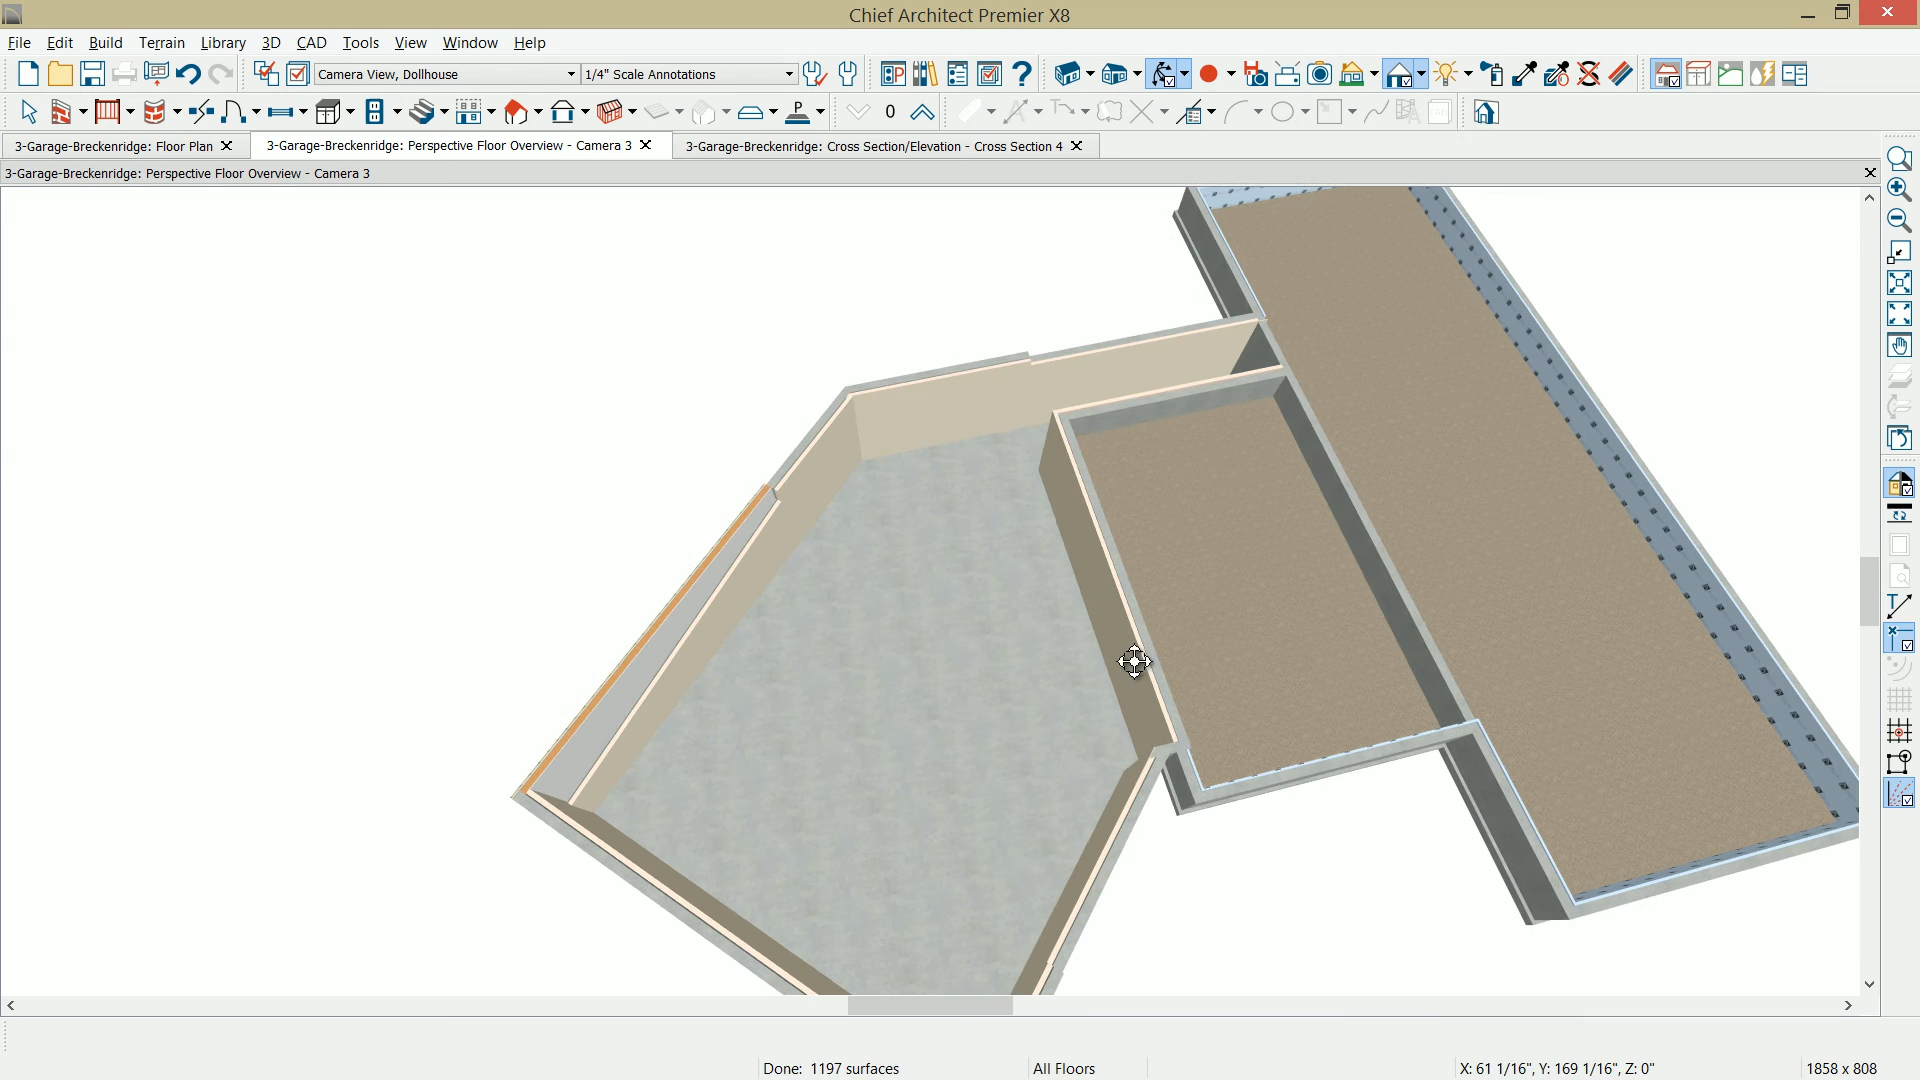 Chief Architect Premier X8
File Edit Build Terrain Library 3D CAD Tools View Window Help
Camera View, Dollhouse 1/4" Scale Annotations
0
3-Garage-Breckenridge: Floor Plan 3-Garage-Breckenridge: Perspective Floor Overview - Camera 3 3-Garage-Breckenridge: Cross Section/Elevation - Cross Section 4
3-Garage-Breckenridge: Perspective Floor Overview - Camera 3
Done: 1197 surfaces All Floors X: 61 1/16", Y: 169 1/16", Z: 0" 1858 x 808